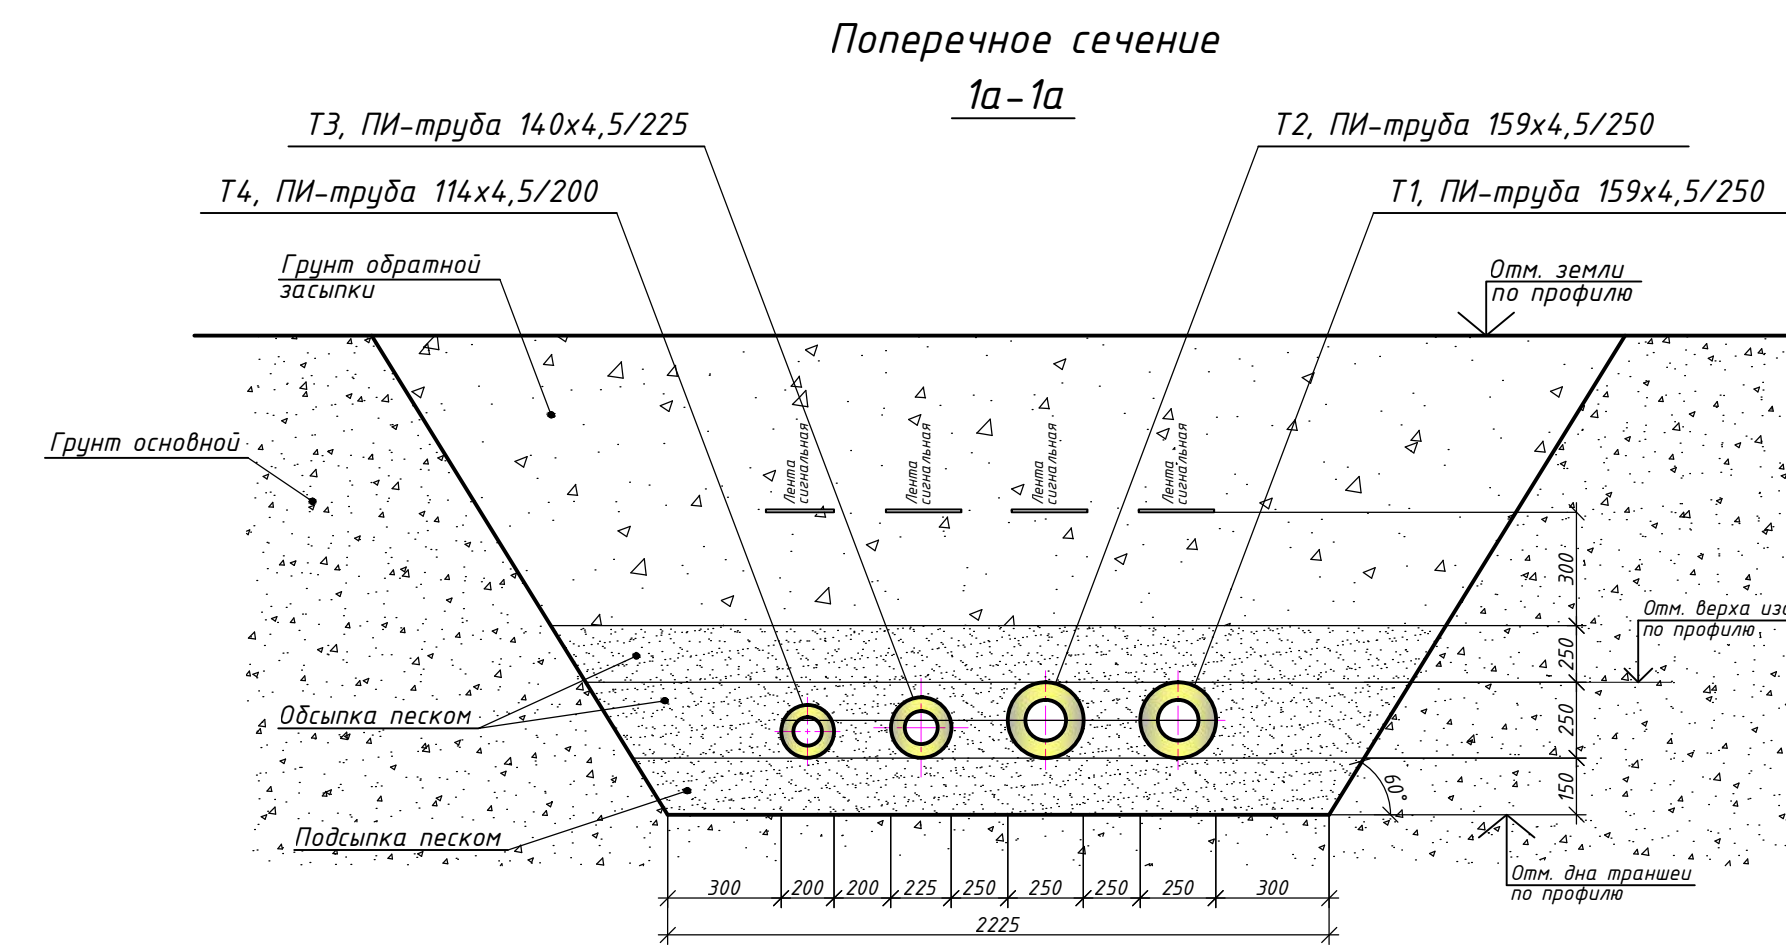 Поперечное сечение
1а-1а
Т3, ПИ-труба 140х4,5/225
Т2, ПИ-труба 159х4,5/250
Т4, ПИ-труба 114х4,5/200
Т1, ПИ-труба 159х4,5/250
Грунт обратной
засыпки
Отм. земли
по профилю
Грунт основной
Лента
сигнальная
Лента
сигнальная
Лента
сигнальная
Лента
сигнальная
300
Отм. верха из
по профилю
250
Обсыпка песком
250
150
60°
Подсыпка песком
Отм. дна траншеи
по профилю
300 200 200 225 250 250 250 250 300
2225